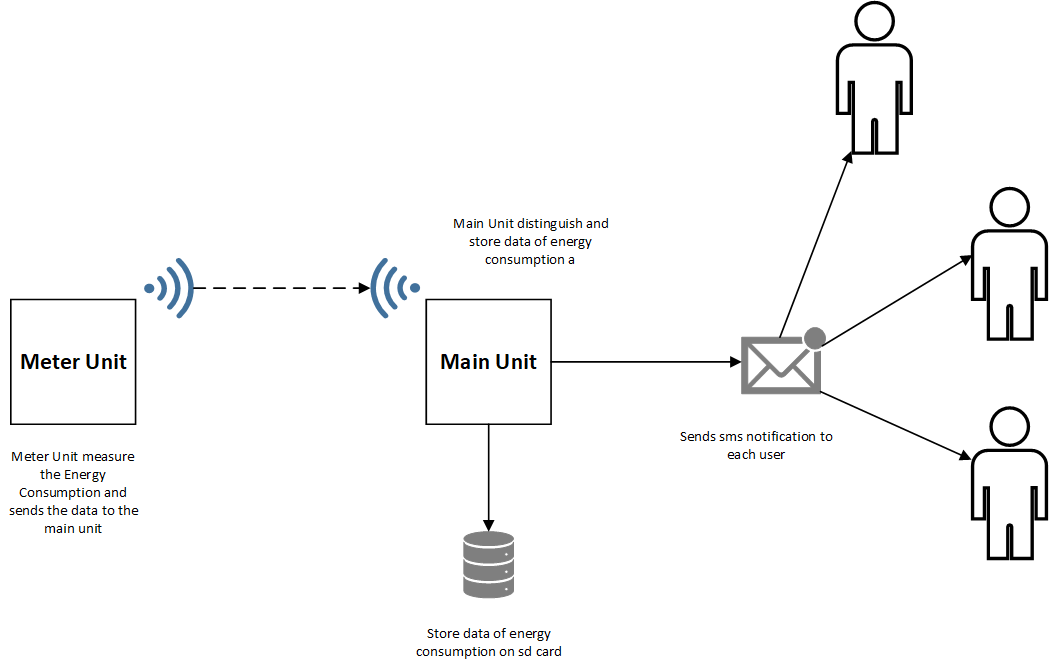 Main Unit distinguish and
store data of energy
consumption a
Meter Unit
Main Unit
Meter Unit measure
the Energy
Consumption and
sends the data to the
main unit
Sends sms notification to
each user
Store data of energy
consumption on sd card